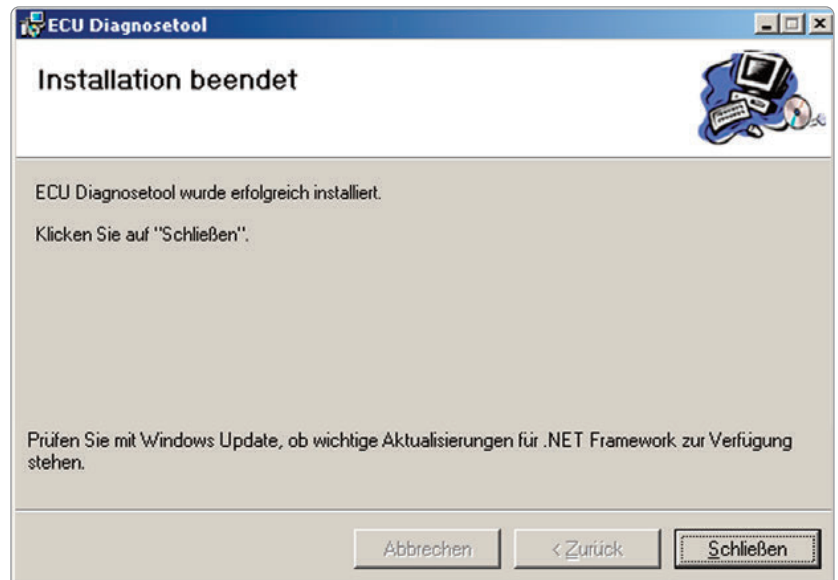 ECU Diagnosetool
Installation beendet
ECU Diagnosetool wurde erfolgreich installiert.
Klicken Sie auf "Schließen".
Prüfen Sie mit Windows Update, ob wichtige Aktualisierungen für .NET Framework zur Verfügung
stehen.
Abbrechen
< Zurück
Schließen